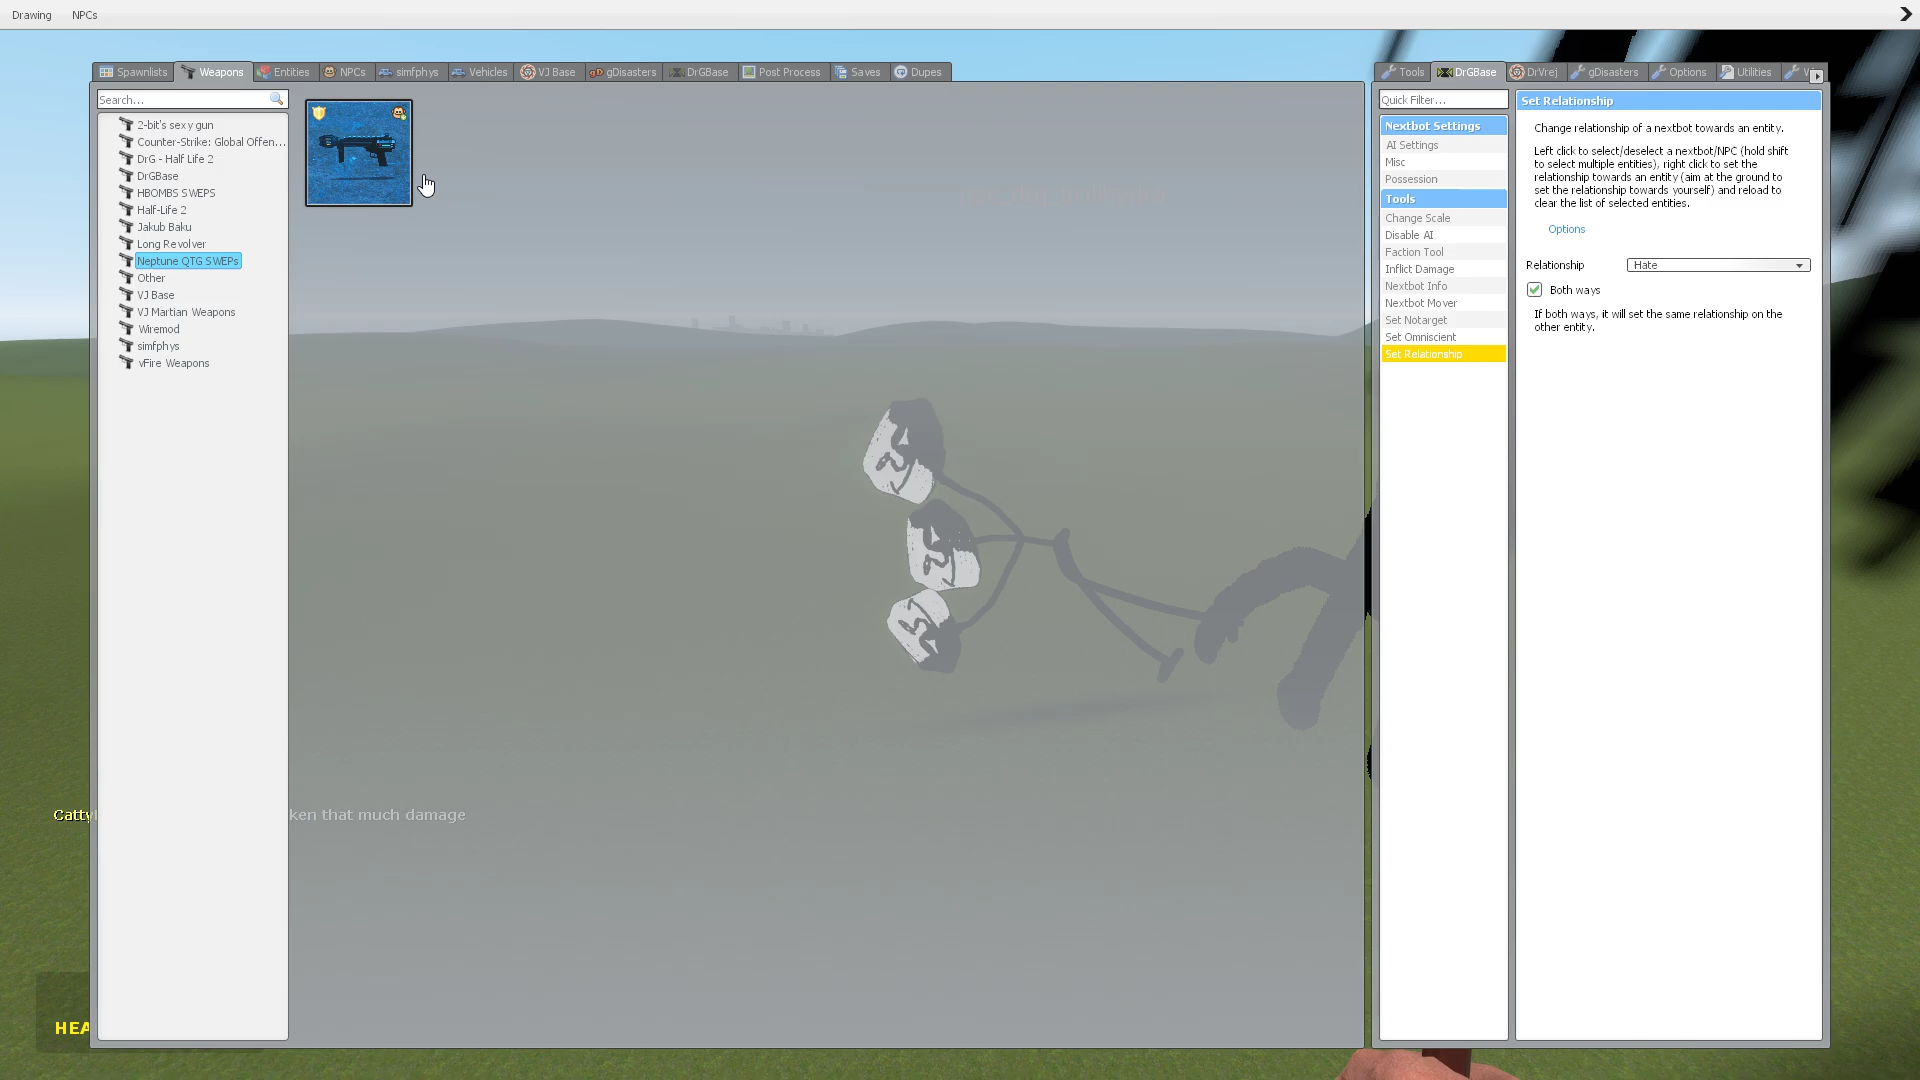 Drawing NPCs
Spawnlists Weapons Entities NPCs simfphys Vehicles VJ Base gDisasters DrGBase Post Process Saves Dupes
Search...
2-bit's sexy gun
Counter-Strike: Global Offen...
DrG - Half Life 2
DrGBase
HBOMBS SWEPS
Half-Life 2
Jakub Baku
Long Revolver
Neptune QTG SWEPs
Other
VJ Base
VJ Martian Weapons
Wiremod
simfphys
vFire Weapons
Catty
ken that much damage
HEA
Tools DrGBase DrVrej gDisasters Options Utilities V
Quick Filter...
Nextbot Settings
AI Settings
Misc
Possession
Tools
Change Scale
Disable AI
Faction Tool
Inflict Damage
Nextbot Info
Nextbot Mover
Set Notarget
Set Omniscient
Set Relationship
Set Relationship
Change relationship of a nextbot towards an entity.
Left click to select/deselect a nextbot/NPC (hold shift
to select multiple entities), right click to set the
relationship towards an entity (aim at the ground to
set the relationship towards yourself) and reload to
clear the list of selected entities.
Options
Relationship Hate
Both ways
If both ways, it will set the same relationship on the
other entity.